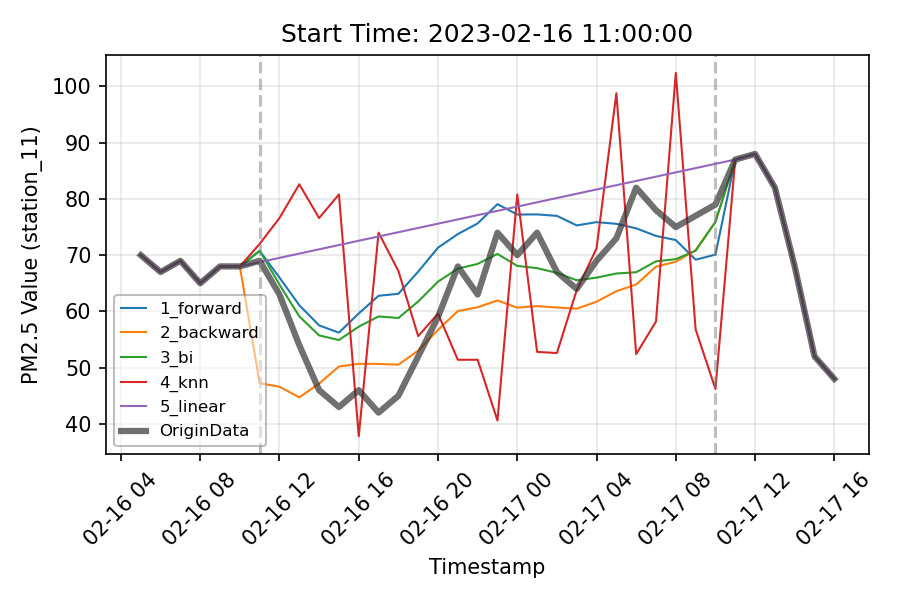 Start Time: 2023-02-16 11:00:00
PM2.5 Value (station_11)
100
90
80
70
60
50
40
1_forward
2_backward
3_bi
4_knn
5_linear
OriginData
02-16 04
02-16 08
02-16 12
02-16 16
02-16 20
02-17 00
02-17 04
02-17 08
02-17 12
02-17 16
Timestamp